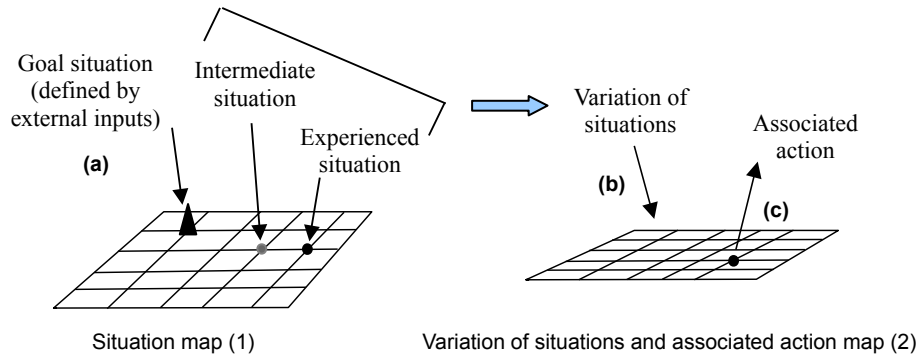 Goal situation
(defined by
external inputs)
(a)
Intermediate
situation
Experienced
situation
Variation of
situations
(b)
Associated
action
(c)
Situation map (1)
Variation of situations and associated action map (2)